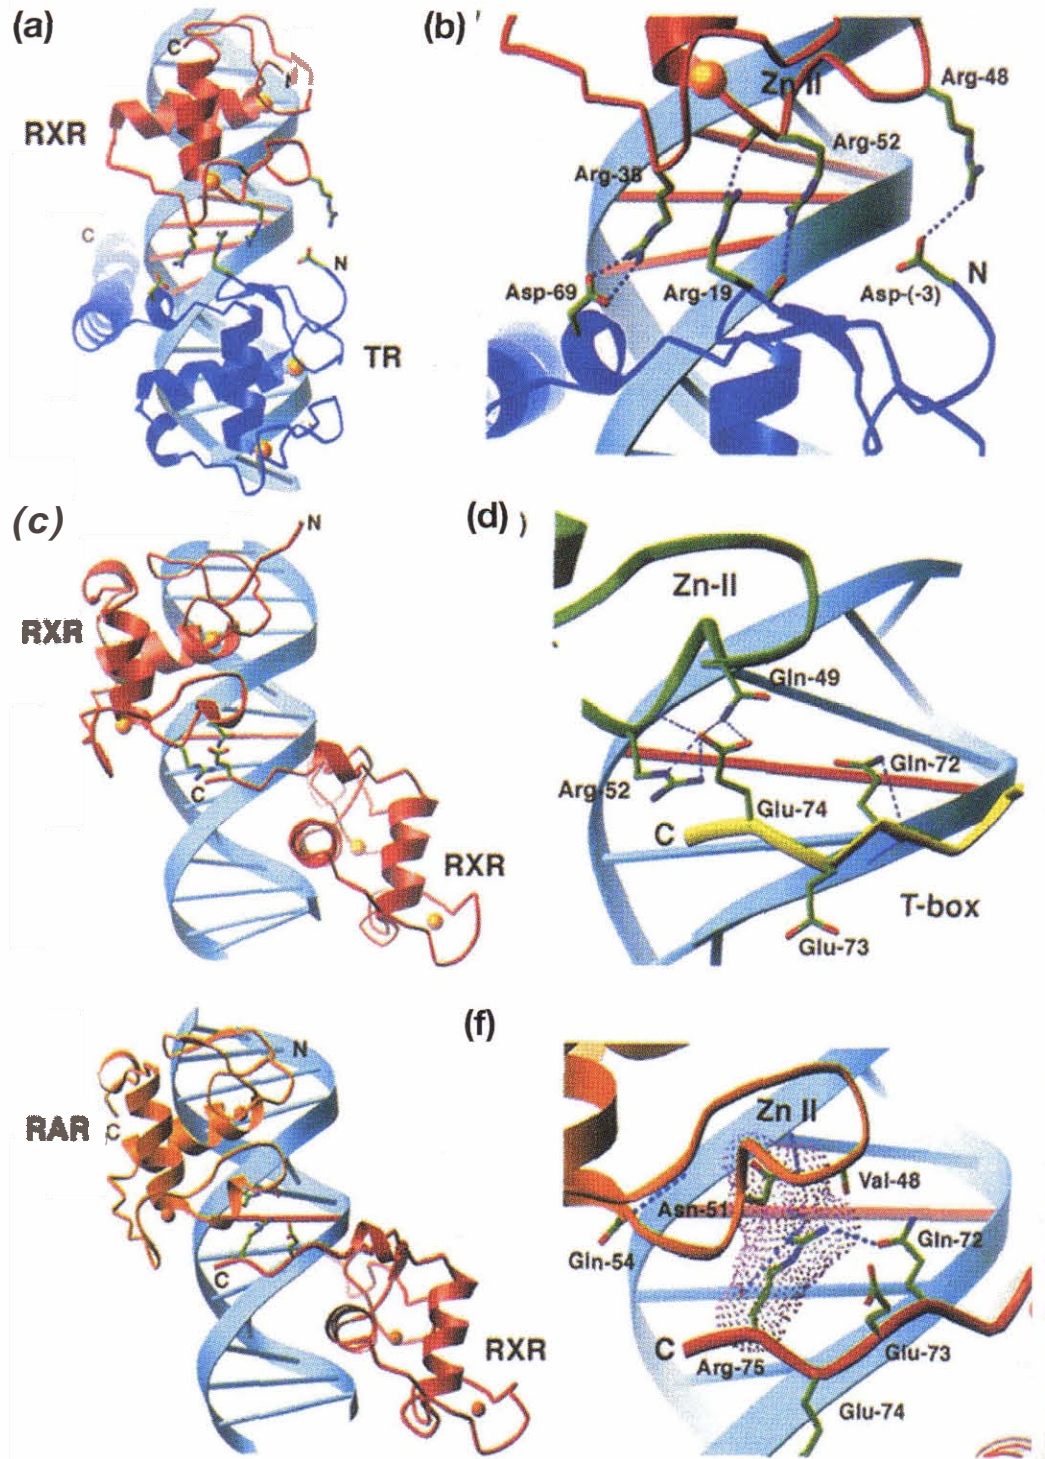 (a)
C
N
RXR
C
N
TR
(b)
Zn II
Arg-48
Arg-52
Arg-38
Asp-69
Arg-19
Asp-(-3)
N
(c)
N
RXR
C
RXR
(d) )
Zn-II
Gln-49
Gln-72
Arg-52
Glu-74
C
T-box
Glu-73
N
RAR
C
C
RXR
(f)
Zn II
Val-48
Asn-51
Gln-54
Gln-72
C
Arg-75
Glu-73
Glu-74